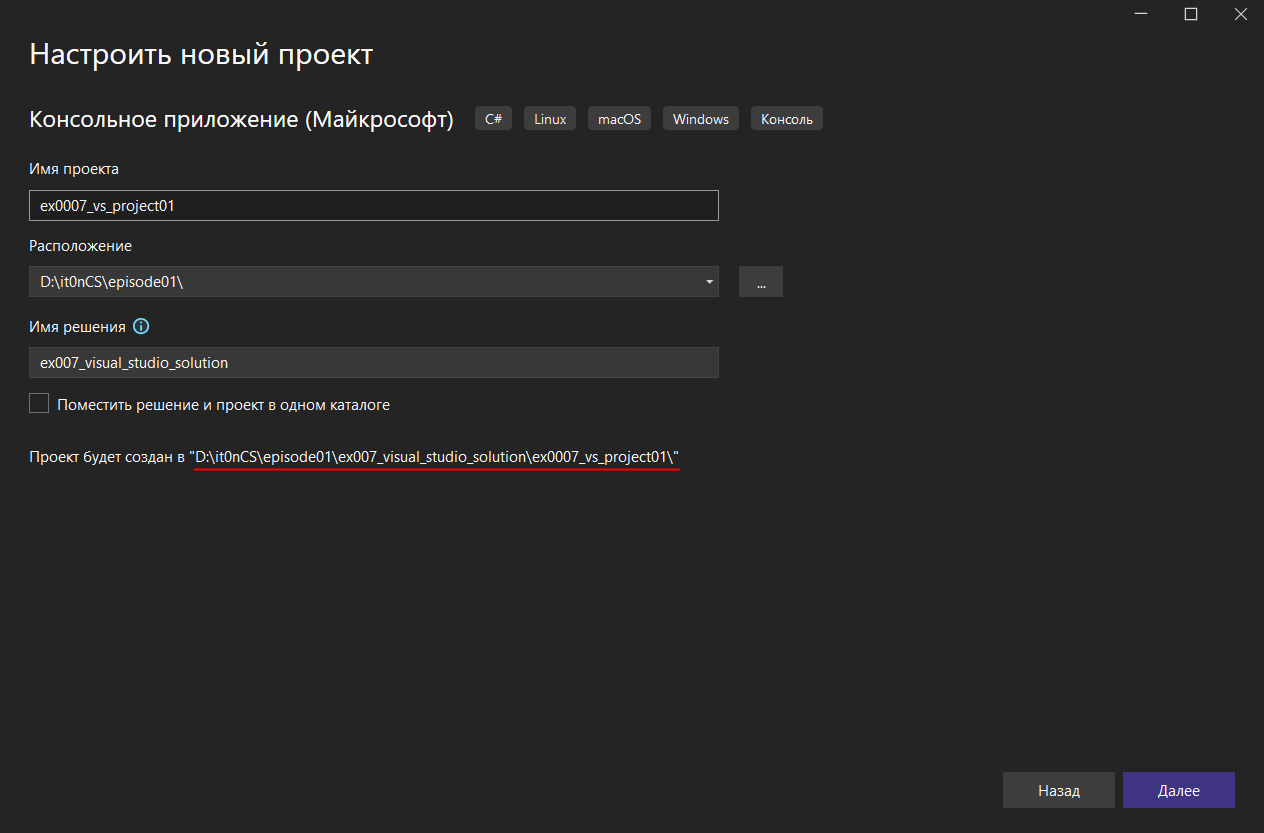 Настроить новый проект
Консольное приложение (Майкрософт) C# Linux macOS Windows Консоль
Имя проекта
ex0007_vs_project01
Расположение
D:\it0nCS\episode01\
...
Имя решения
ex007_visual_studio_solution
Поместить решение и проект в одном каталоге
Проект будет создан в "D:\it0nCS\episode01\ex007_visual_studio_solution\ex0007_vs_project01\"
Назад Далее